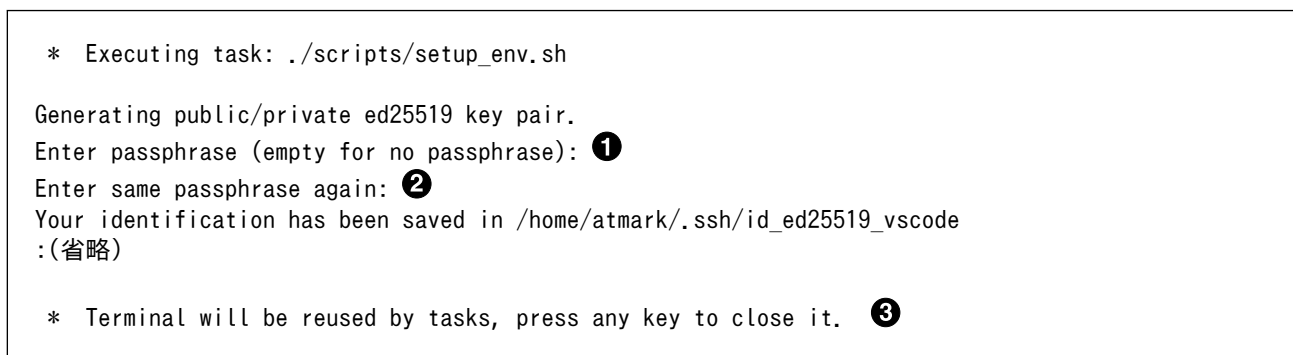 * Executing task: ./scripts/setup_env.sh
Generating public/private ed25519 key pair.
Enter passphrase (empty for no passphrase): ❶
Enter same passphrase again: ❷
Your identification has been saved in /home/atmark/.ssh/id_ed25519_vscode
:(省略)
* Terminal will be reused by tasks, press any key to close it. ❸